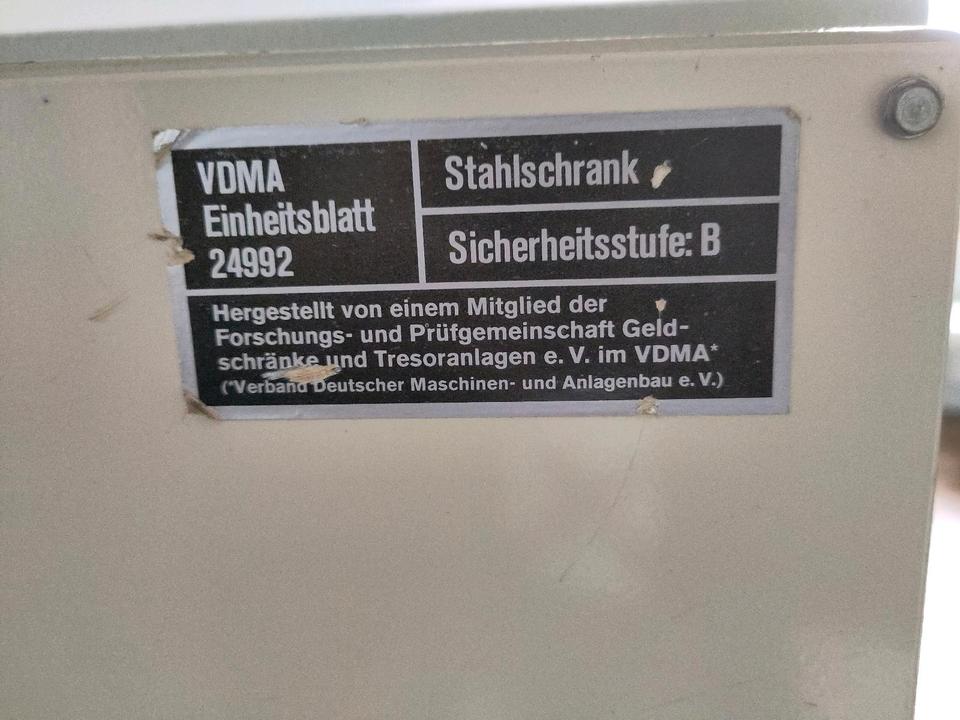 VDMA
Einheitsblatt
24992
Stahlschrank
Sicherheitsstufe: B
Hergestellt von einem Mitglied der
Forschungs- und Prüfgemeinschaft Geld-
schränke und Tresoranlagen e. V. im VDMA*
(*Verband Deutscher Maschinen- und Anlagenbau e. V.)